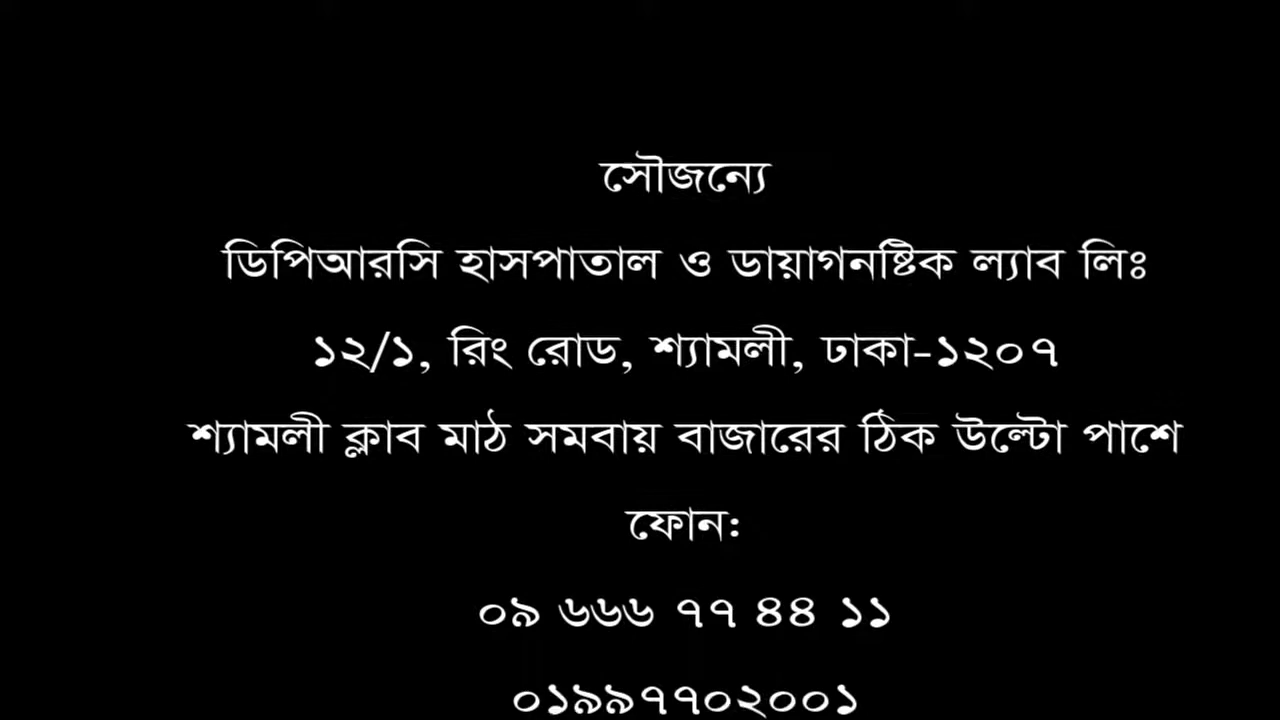 সৌজন্যে
ডিপিআরসি হাসপাতাল ও ডায়াগনষ্টিক ল্যাব লিঃ
১২/১, রিং রোড, শ্যামলী, ঢাকা-১২০৭
শ্যামলী ক্লাব মাঠ সমবায় বাজারের ঠিক উল্টো পাশে
ফোন:
০৯ ৬৬৬ ৭৭ ৪৪ ১১
০১৯৯৭৭০২০০১